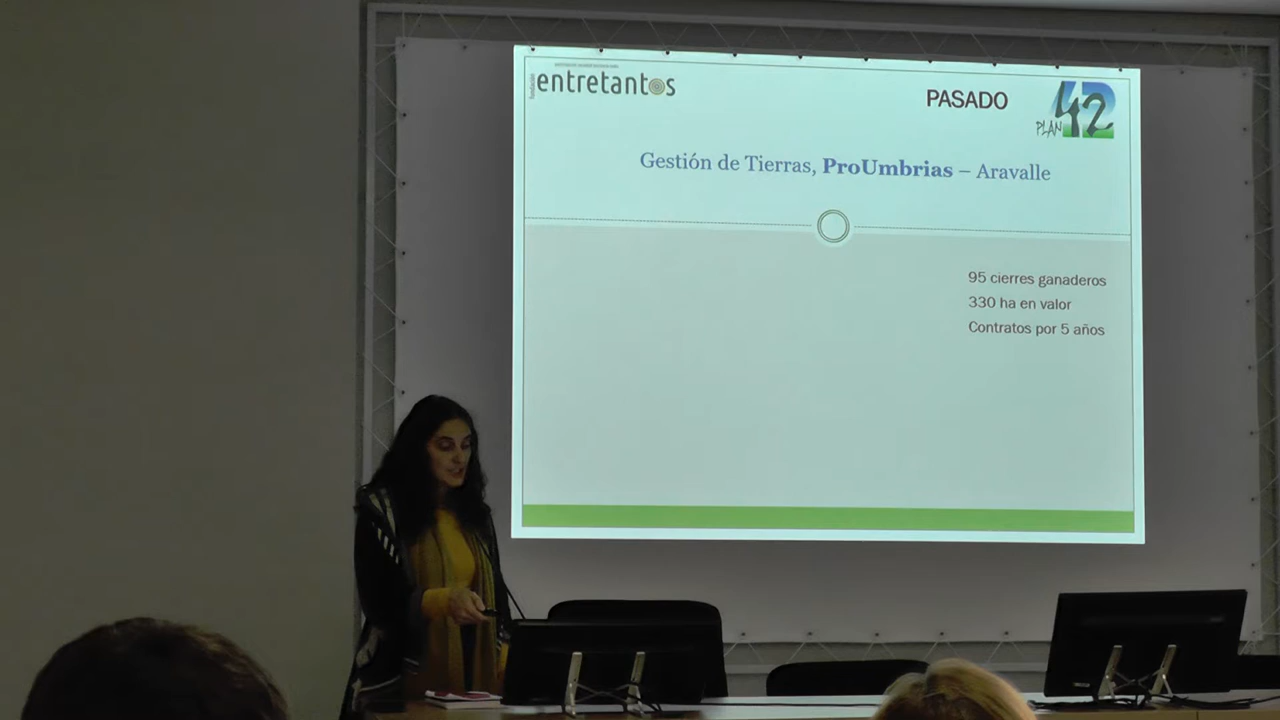 fundación entretantos
PASADO
PLAN 42
Gestión de Tierras, ProUmbrias – Aravalle
95 cierres ganaderos
330 ha en valor
Contratos por 5 años